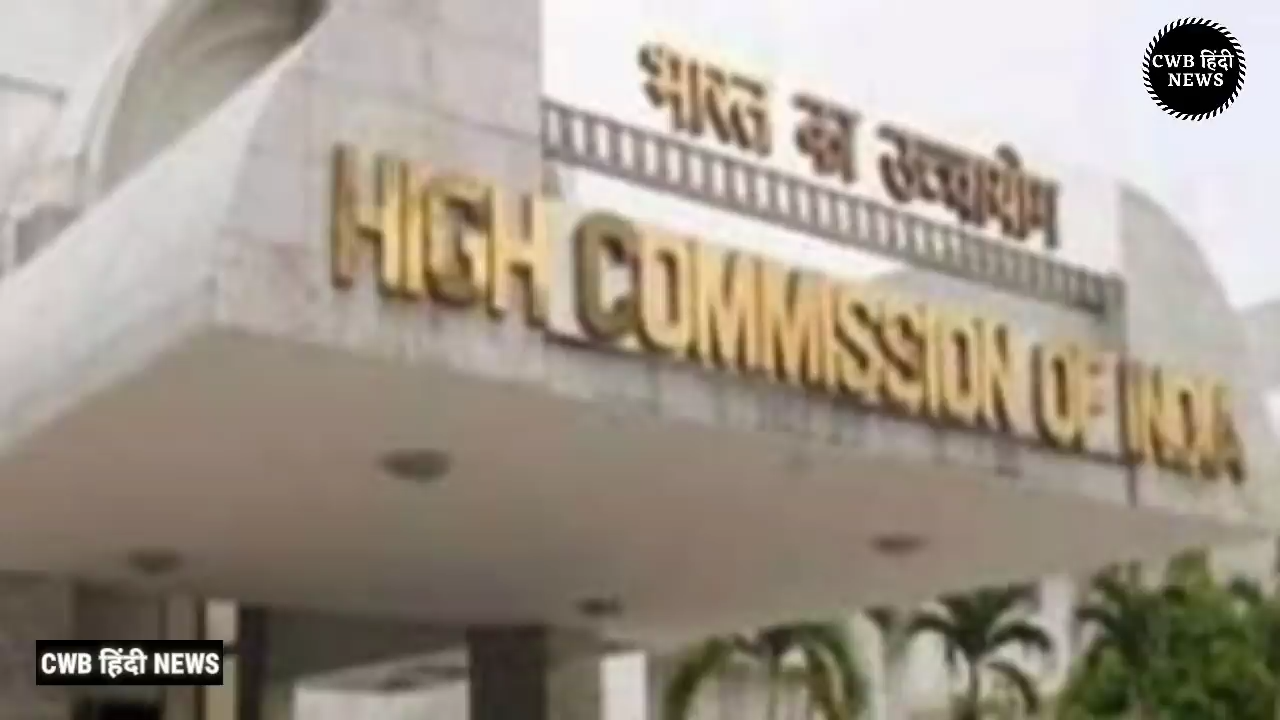 CWB हिंदी
NEWS
भारत का उच्चायोग
HIGH COMMISSION OF INDIA
CWB हिंदी NEWS